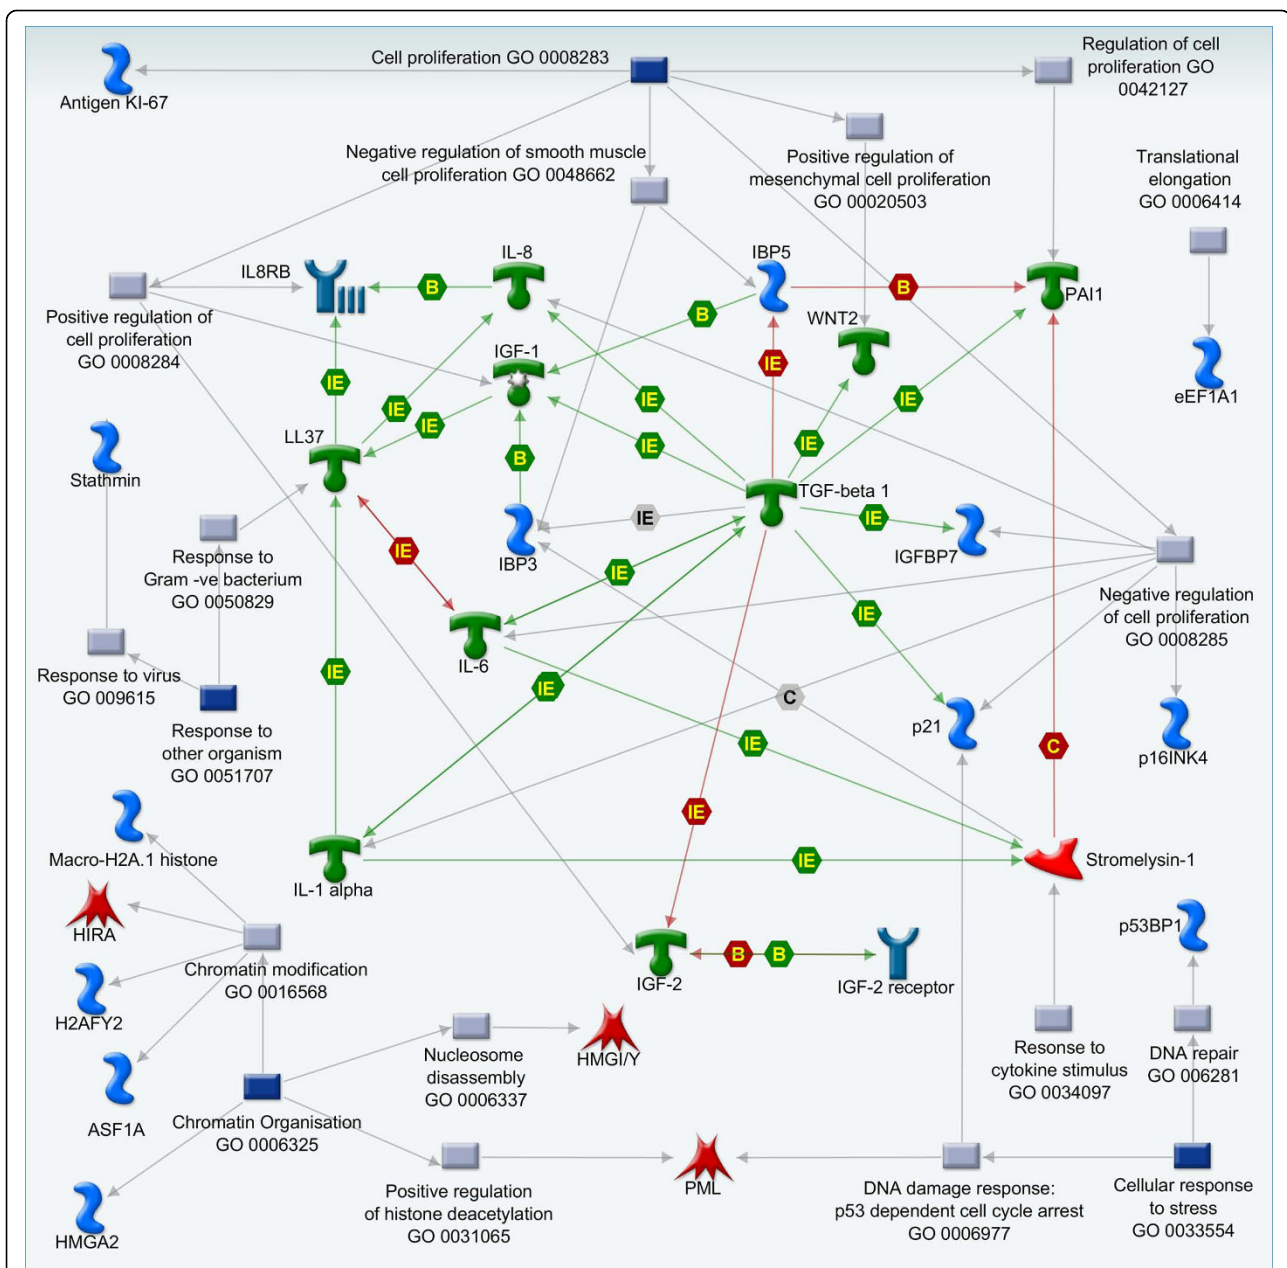 Cell proliferation GO 0008283
Regulation of cell
proliferation GO
0042127
Antigen KI-67
Negative regulation of smooth muscle
cell proliferation GO 0048662
Positive regulation of
mesenchymal cell proliferation
GO 00020503
Translational
elongation
GO 0006414
IL8RB
IL-8
IBP5
B
B
PAI1
Positive regulation of
cell proliferation
GO 0008284
B
WNT2
IGF-1
IE
IE
IE
IE
IE
eEF1A1
IE
LL37
IE
IE
B
Stathmin
TGF-beta 1
IE
IE
Response to
Gram -ve bacterium
GO 0050829
IE
IBP3
IGFBP7
IE
Negative regulation
of cell proliferation
GO 0008285
IE
IL-6
Response to virus
GO 009615
IE
IE
C
Response to
other organism
GO 0051707
p21
IE
C
p16INK4
IE
Macro-H2A.1 histone
IL-1 alpha
IE
Stromelysin-1
HIRA
p53BP1
B
B
Chromatin modification
GO 0016568
IGF-2
IGF-2 receptor
H2AFY2
Nucleosome
disassembly
GO 0006337
HMGI/Y
Resonse to
cytokine stimulus
GO 0034097
DNA repair
GO 006281
ASF1A
Chromatin Organisation
GO 0006325
Positive regulation
of histone deacetylation
GO 0031065
PML
DNA damage response:
p53 dependent cell cycle arrest
GO 0006977
Cellular response
to stress
GO 0033554
HMGA2